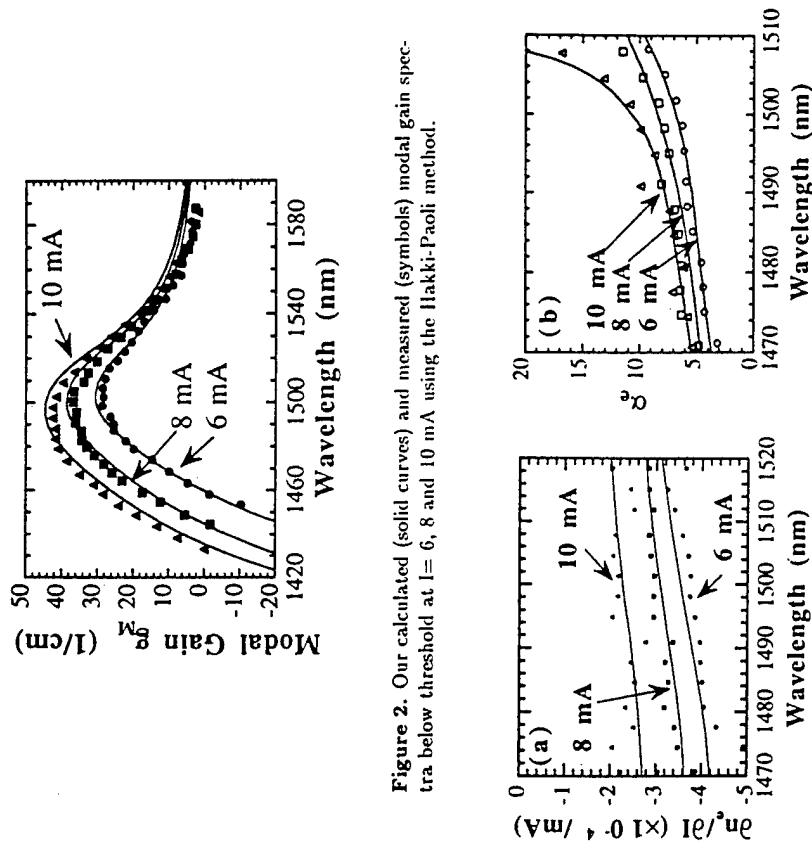 Modal Gain g_M (1/cm)
50
40
30
20
10
0
-10
-20
10 mA
8 mA
6 mA
1420 1460 1500 1540 1580
Wavelength (nm)
Figure 2. Our calculated (solid curves) and measured (symbols) modal gain spec-
tra below threshold at I= 6, 8 and 10 mA using the Hakki-Paoli method.
∂n_e/∂I (×10⁻⁴/mA)
0
-1
-2
-3
-4
-5
(a)
8 mA
10 mA
6 mA
1470 1480 1490 1500 1510 1520
Wavelength (nm)
α_e
20
15
10
5
0
(b)
10 mA
8 mA
6 mA
1470 1480 1490 1500 1510
Wavelength (nm)